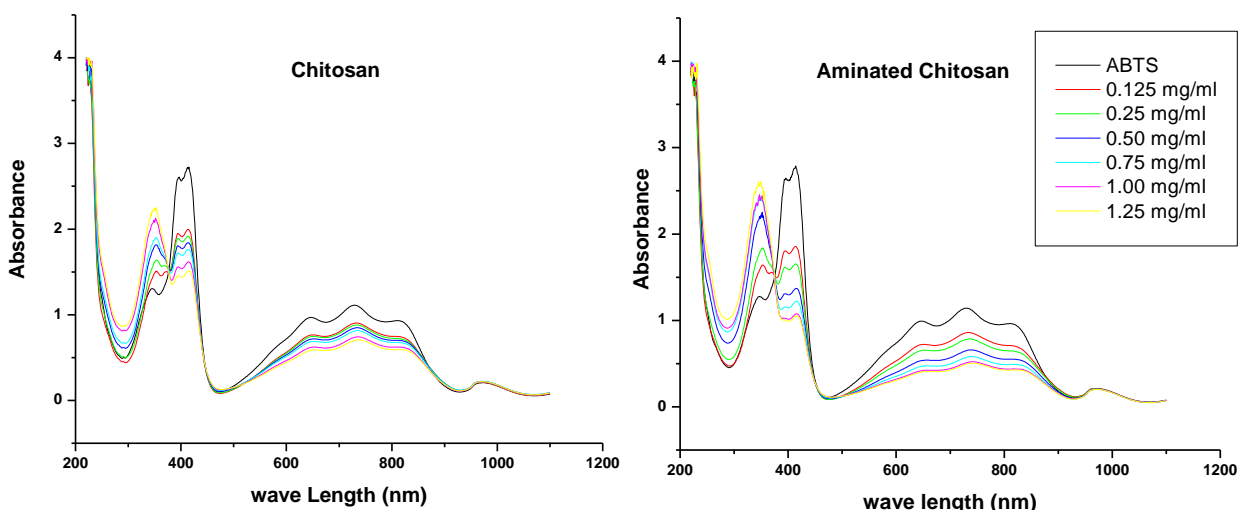 Chitosan
Absorbance
4
3
2
1
0
200
400
600
800
1000
1200
wave Length (nm)
Aminated Chitosan
Absorbance
4
3
2
1
0
200
400
600
800
1000
1200
wave length (nm)
ABTS
0.125 mg/ml
0.25 mg/ml
0.50 mg/ml
0.75 mg/ml
1.00 mg/ml
1.25 mg/ml